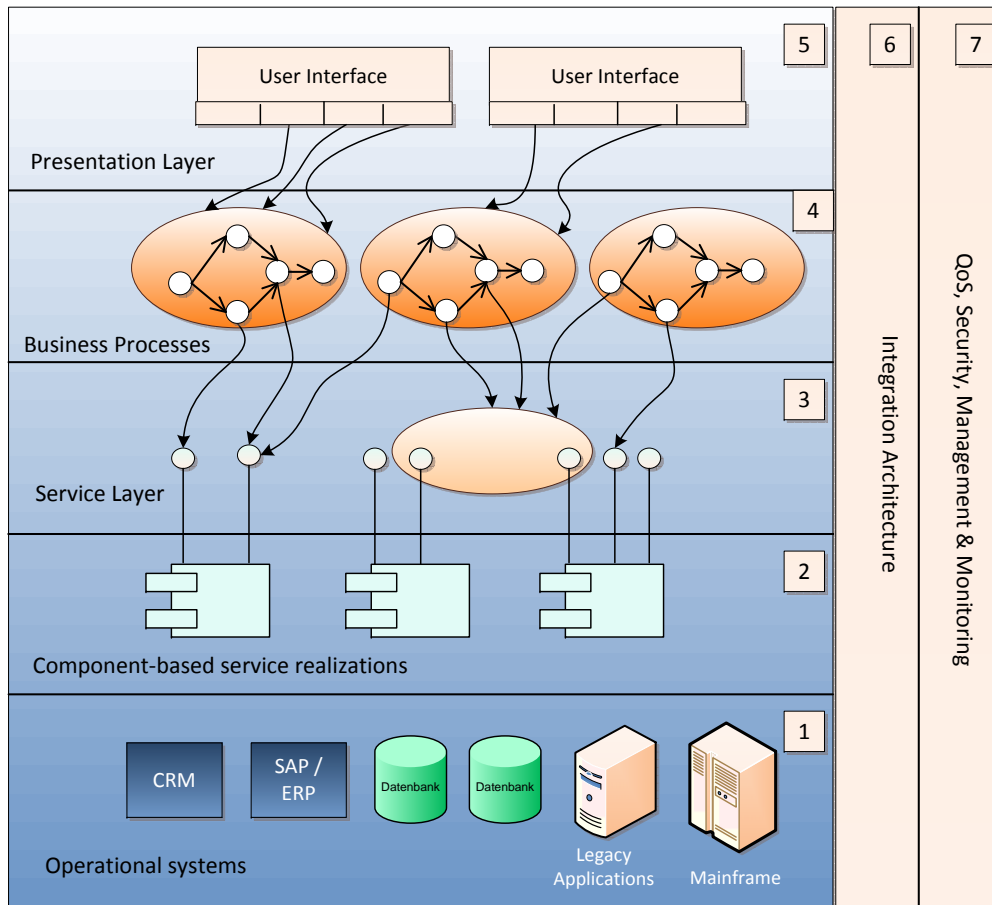 5
User Interface
User Interface
Presentation Layer
4
Business Processes
3
Service Layer
2
Component-based service realizations
1
CRM
SAP /
ERP
Datenbank
Datenbank
Legacy
Applications
Mainframe
Operational systems
6
Integration Architecture
7
QoS, Security, Management & Monitoring